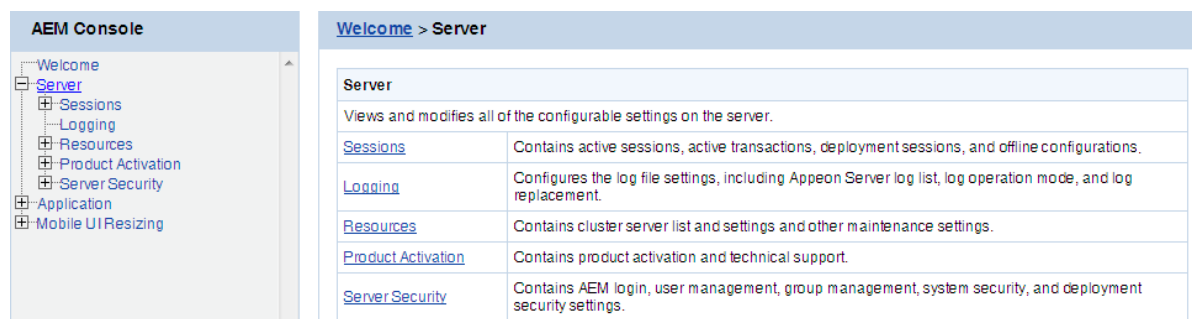 AEM Console
Welcome
Server
Sessions
Logging
Resources
Product Activation
Server Security
Application
Mobile UI Resizing
Welcome > Server
Server
Views and modifies all of the configurable settings on the server.
Sessions
Contains active sessions, active transactions, deployment sessions, and offline configurations.
Logging
Configures the log file settings, including Appeon Server log list, log operation mode, and log
replacement.
Resources
Contains cluster server list and settings and other maintenance settings.
Product Activation
Contains product activation and technical support.
Server Security
Contains AEM login, user management, group management, system security, and deployment
security settings.